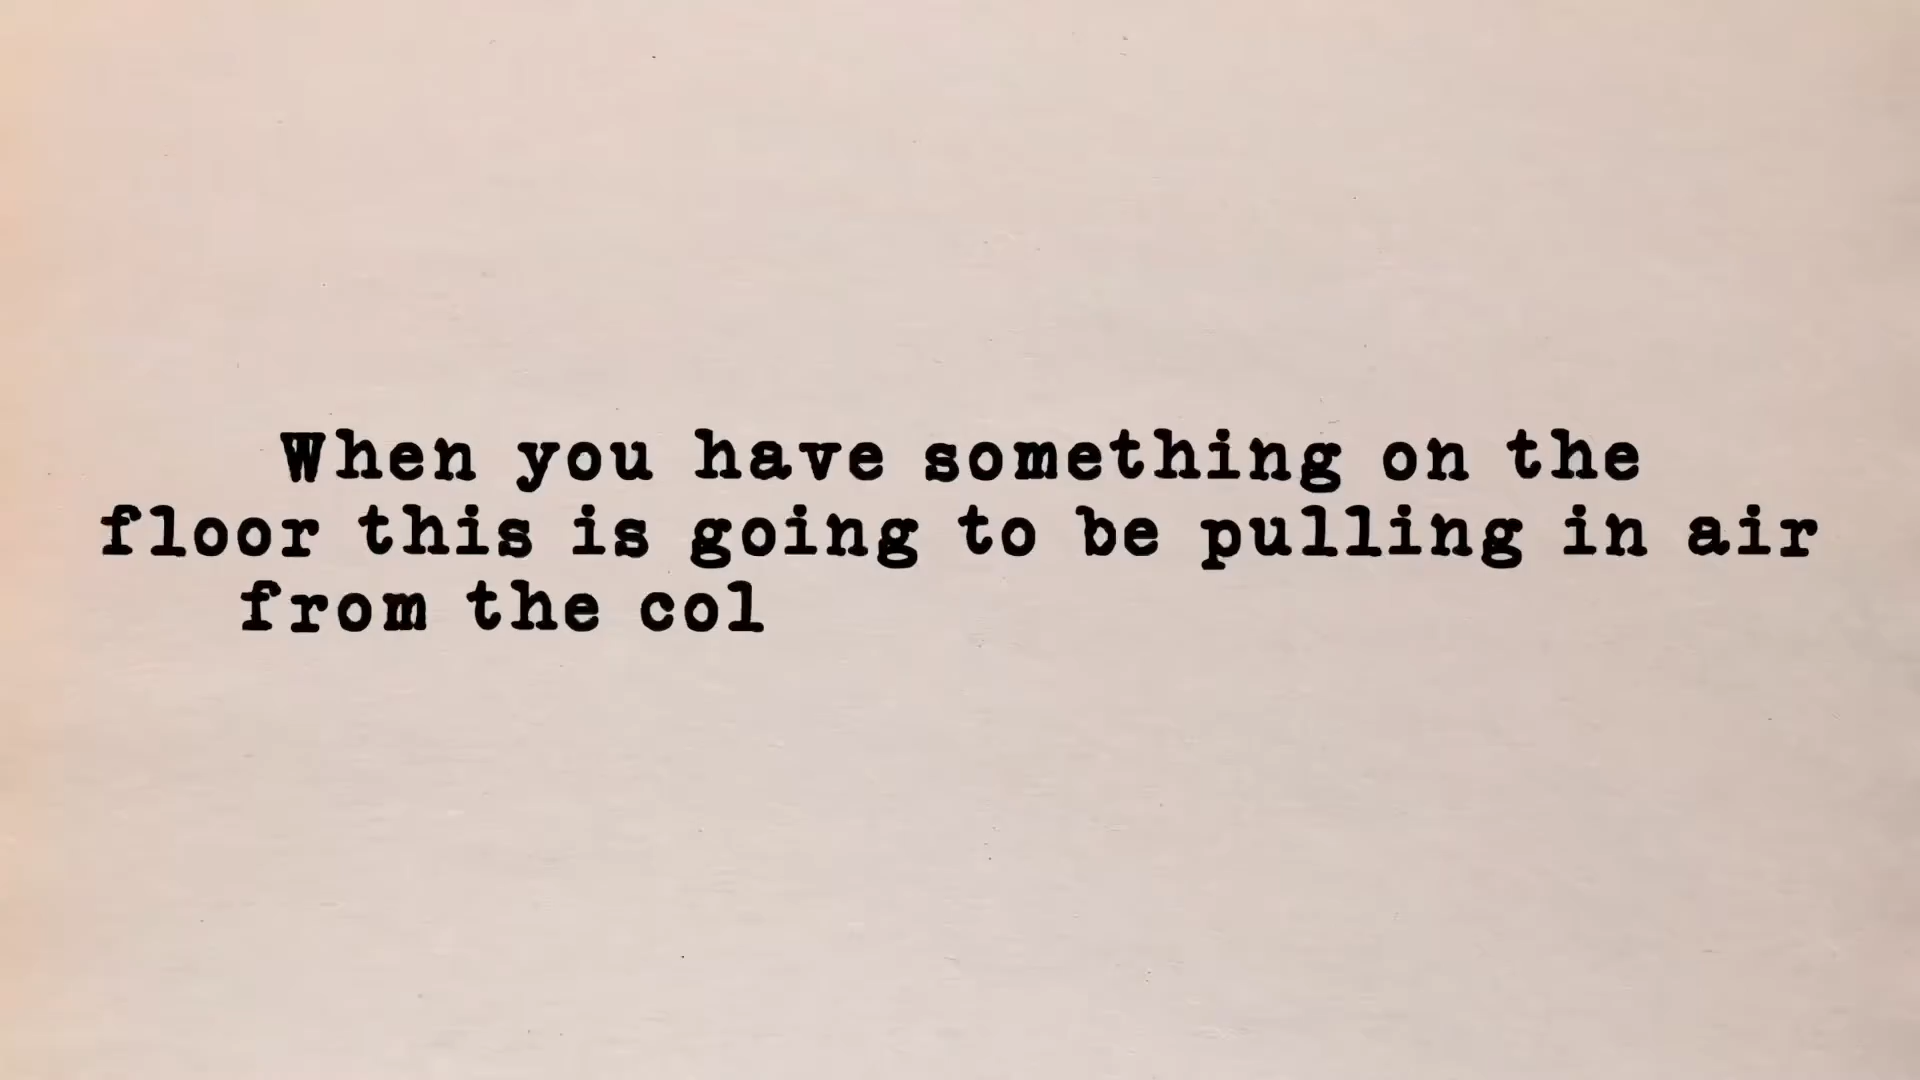 When you have something on the
floor this is going to be pulling in air
from the col